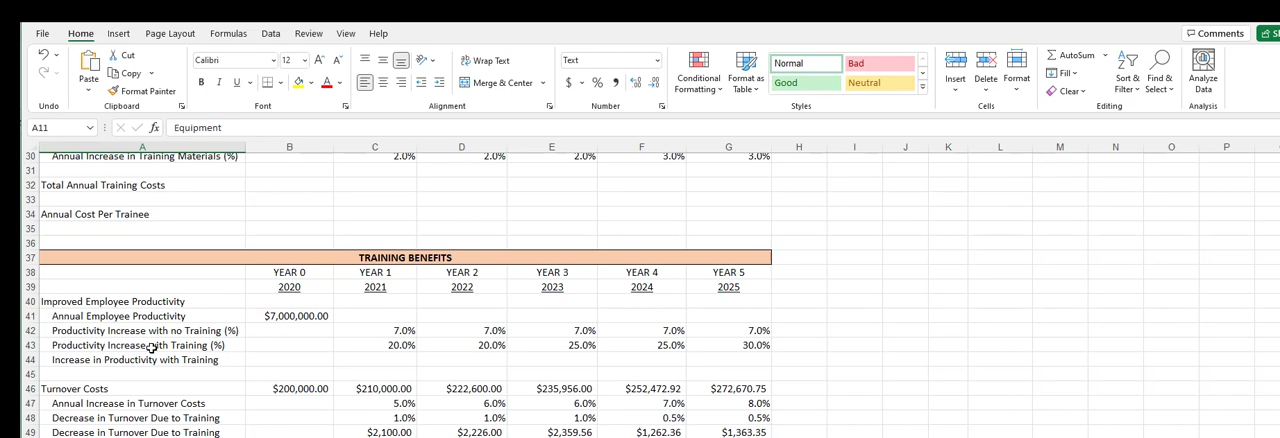 File Home Insert Page Layout Formulas Data Review View Help Comments
Cut
Copy
Format Painter
Paste
Undo Clipboard
Calibri 12
B I U
Font
Wrap Text
Merge & Center
Alignment
Text
$ % ,
Number
Conditional Formatting
Format as Table
Normal Bad
Good Neutral
Styles
Insert Delete Format
Cells
AutoSum
Fill
Clear
Sort & Filter
Find & Select
Editing
Analyze Data
Analysis
A11 fx Equipment
A B C D E F G H I J K L M N O P
30 Annual Increase in Training Materials (%) 2.0% 2.0% 2.0% 3.0% 3.0%
31
32 Total Annual Training Costs
33
34 Annual Cost Per Trainee
35
36
37 TRAINING BENEFITS
38 YEAR 0 YEAR 1 YEAR 2 YEAR 3 YEAR 4 YEAR 5
39 2020 2021 2022 2023 2024 2025
40 Improved Employee Productivity
41 Annual Employee Productivity $7,000,000.00
42 Productivity Increase with no Training (%) 7.0% 7.0% 7.0% 7.0% 7.0%
43 Productivity Increase with Training (%) 20.0% 20.0% 25.0% 25.0% 30.0%
44 Increase in Productivity with Training
45
46 Turnover Costs $200,000.00 $210,000.00 $222,600.00 $235,956.00 $252,472.92 $272,670.75
47 Annual Increase in Turnover Costs 5.0% 6.0% 6.0% 7.0% 8.0%
48 Decrease in Turnover Due to Training 1.0% 1.0% 1.0% 0.5% 0.5%
49 Decrease in Turnover Due to Training $2,100.00 $2,226.00 $2,359.56 $1,262.36 $1,363.35